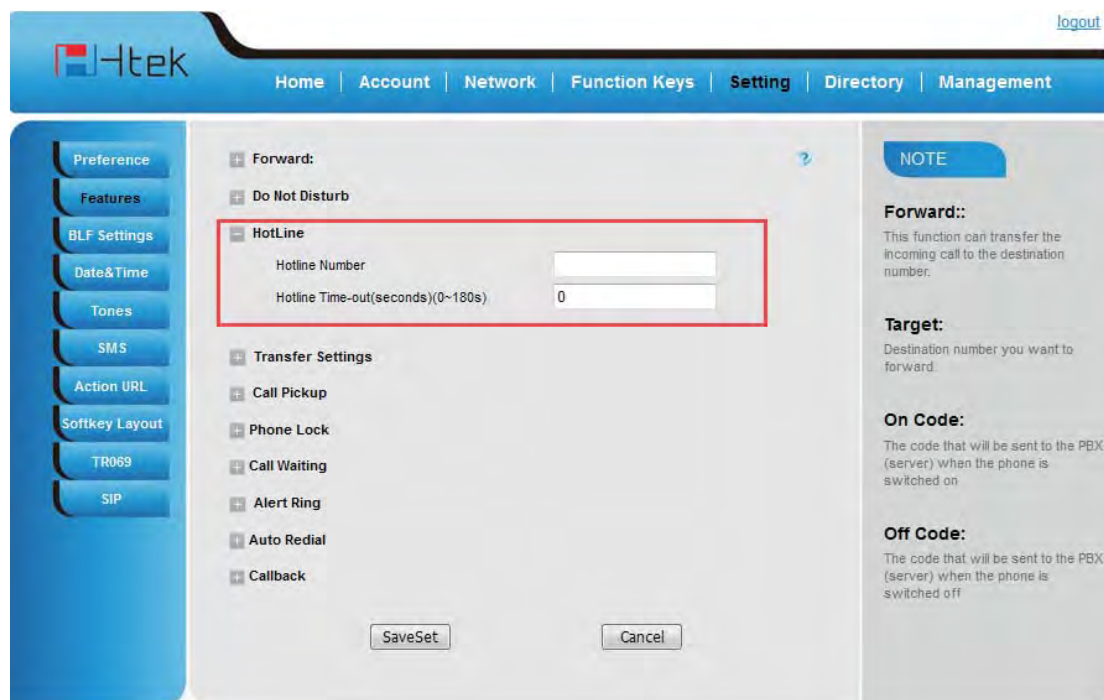 logout
Htek
Home | Account | Network | Function Keys | Setting | Directory | Management
Preference
Features
BLF Settings
Date&Time
Tones
SMS
Action URL
Softkey Layout
TR069
SIP
Forward:
Do Not Disturb
HotLine
Hotline Number
Hotline Time-out(seconds)(0~180s) 0
Transfer Settings
Call Pickup
Phone Lock
Call Waiting
Alert Ring
Auto Redial
Callback
SaveSet Cancel
NOTE
Forward::
This function can transfer the
incoming call to the destination
number.
Target:
Destination number you want to
forward.
On Code:
The code that will be sent to the PBX
(server) when the phone is
switched on
Off Code:
The code that will be sent to the PBX
(server) when the phone is
switched off